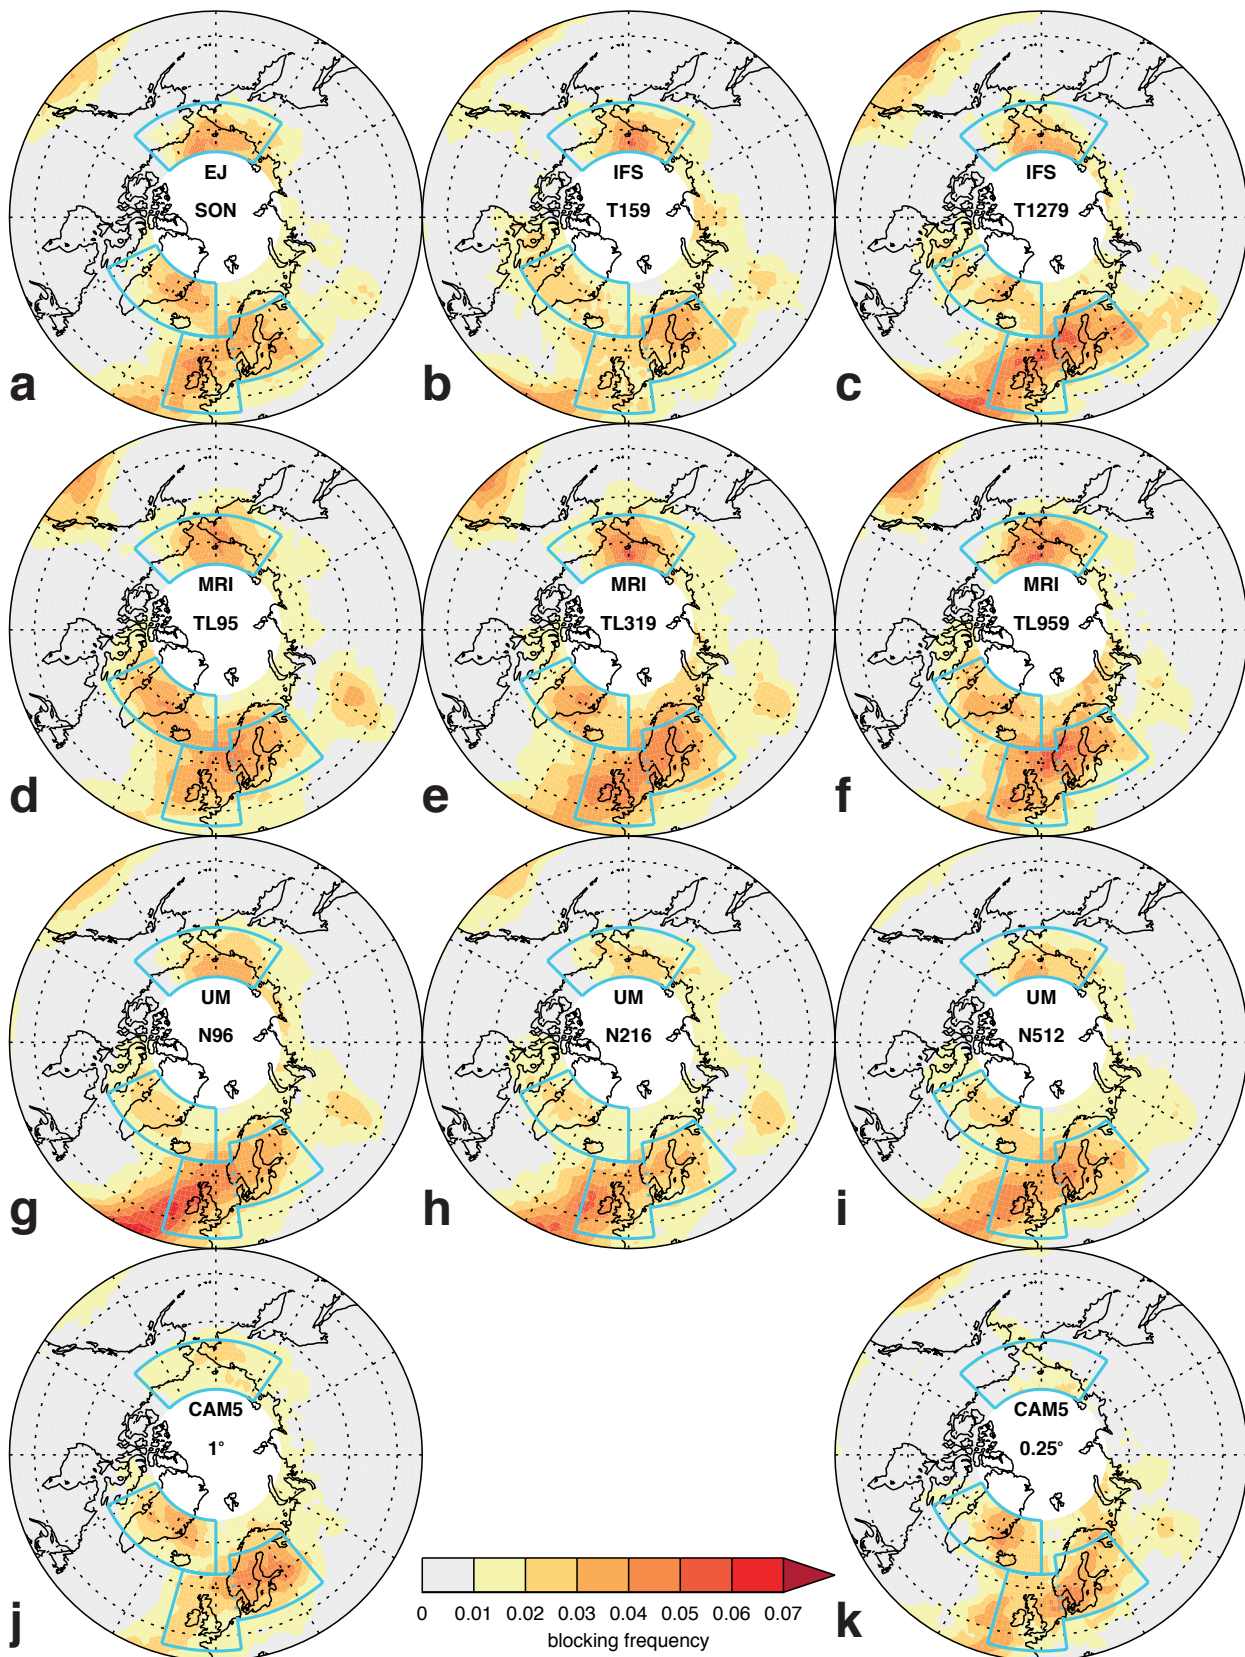 EJ
SON
a
IFS
T159
b
IFS
T1279
c
MRI
TL95
d
MRI
TL319
e
MRI
TL959
f
UM
N96
g
UM
N216
h
UM
N512
i
CAM5
1°
j
CAM5
0.25°
k
0 0.01 0.02 0.03 0.04 0.05 0.06 0.07
blocking frequency